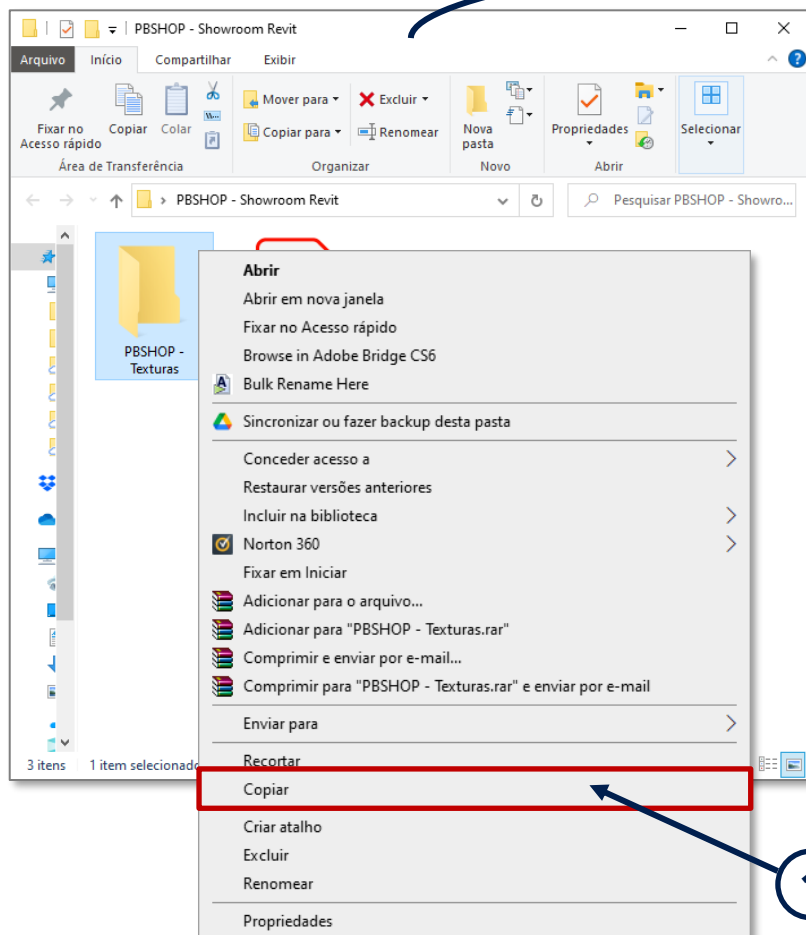 PBSHOP - Showroom Revit
Arquivo Início Compartilhar Exibir
Fixar no
Acesso rápido
Copiar
Colar
Mover para
Copiar para
Excluir
Renomear
Nova
pasta
Propriedades
Selecionar
Área de Transferência
Organizar
Novo
Abrir
PBSHOP - Showroom Revit
Pesquisar PBSHOP - Showro...
PBSHOP -
Texturas
Abrir
Abrir em nova janela
Fixar no Acesso rápido
Browse in Adobe Bridge CS6
Bulk Rename Here
Sincronizar ou fazer backup desta pasta
Conceder acesso a
Restaurar versões anteriores
Incluir na biblioteca
Norton 360
Fixar em Iniciar
Adicionar para o arquivo...
Adicionar para "PBSHOP - Texturas.rar"
Comprimir e enviar por e-mail...
Comprimir para "PBSHOP - Texturas.rar" e enviar por e-mail
Enviar para
Recortar
Copiar
Criar atalho
Excluir
Renomear
Propriedades
3 itens 1 item selecionado